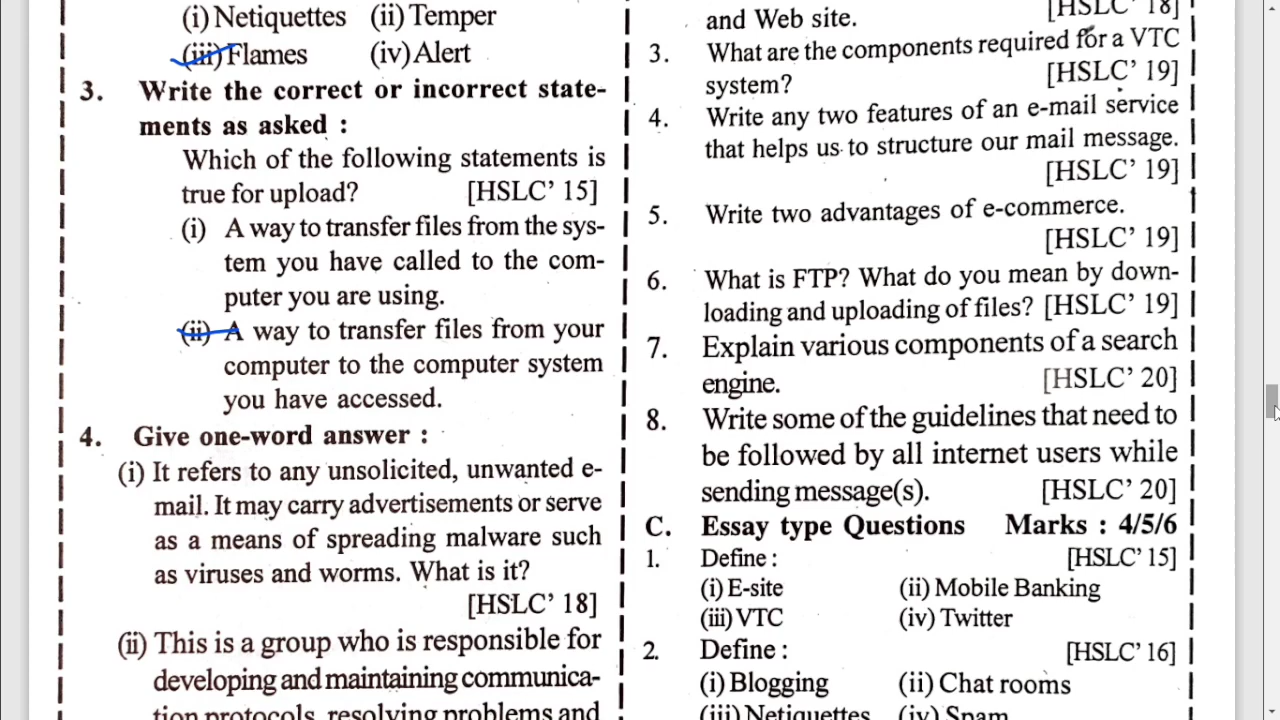 (i) Netiquettes (ii) Temper
(iii) Flames (iv) Alert
3. Write the correct or incorrect state-
ments as asked :
Which of the following statements is
true for upload? [HSLC' 15]
(i) A way to transfer files from the sys-
tem you have called to the com-
puter you are using.
(ii) A way to transfer files from your
computer to the computer system
you have accessed.
4. Give one-word answer :
(i) It refers to any unsolicited, unwanted e-
mail. It may carry advertisements or serve
as a means of spreading malware such
as viruses and worms. What is it?
[HSLC' 18]
(ii) This is a group who is responsible for
developing and maintaining communica-
tion protocols, resolving problems and
and Web site. [HSLC' 18]
3. What are the components required for a VTC
system? [HSLC' 19]
4. Write any two features of an e-mail service
that helps us to structure our mail message.
[HSLC' 19]
5. Write two advantages of e-commerce.
[HSLC' 19]
6. What is FTP? What do you mean by down-
loading and uploading of files? [HSLC' 19]
7. Explain various components of a search
engine. [HSLC' 20]
8. Write some of the guidelines that need to
be followed by all internet users while
sending message(s). [HSLC' 20]
C. Essay type Questions Marks : 4/5/6
1. Define : [HSLC' 15]
(i) E-site (ii) Mobile Banking
(iii) VTC (iv) Twitter
2. Define : [HSLC' 16]
(i) Blogging (ii) Chat rooms
(iii) Netiquettes (iv) Spam